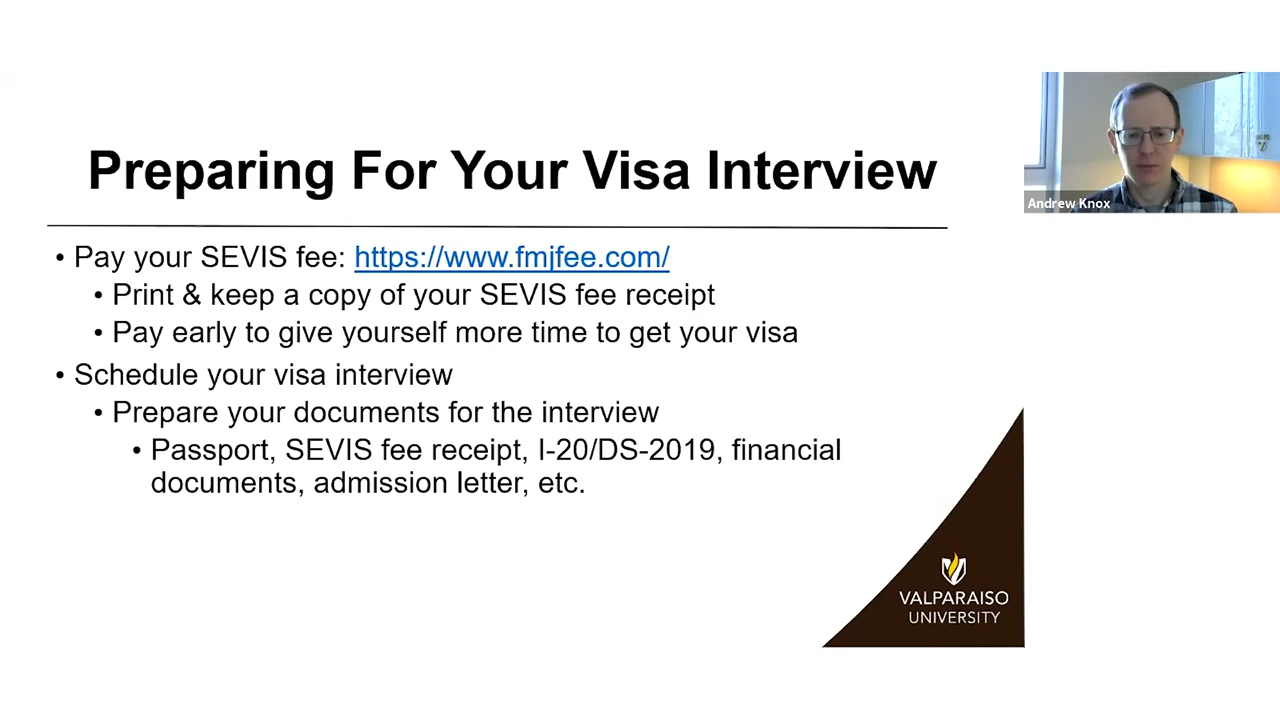 Preparing For Your Visa Interview
• Pay your SEVIS fee: https://www.fmjfee.com/
• Print & keep a copy of your SEVIS fee receipt
• Pay early to give yourself more time to get your visa
• Schedule your visa interview
• Prepare your documents for the interview
• Passport, SEVIS fee receipt, I-20/DS-2019, financial
documents, admission letter, etc.
Andrew Knox
VALPARAISO
UNIVERSITY